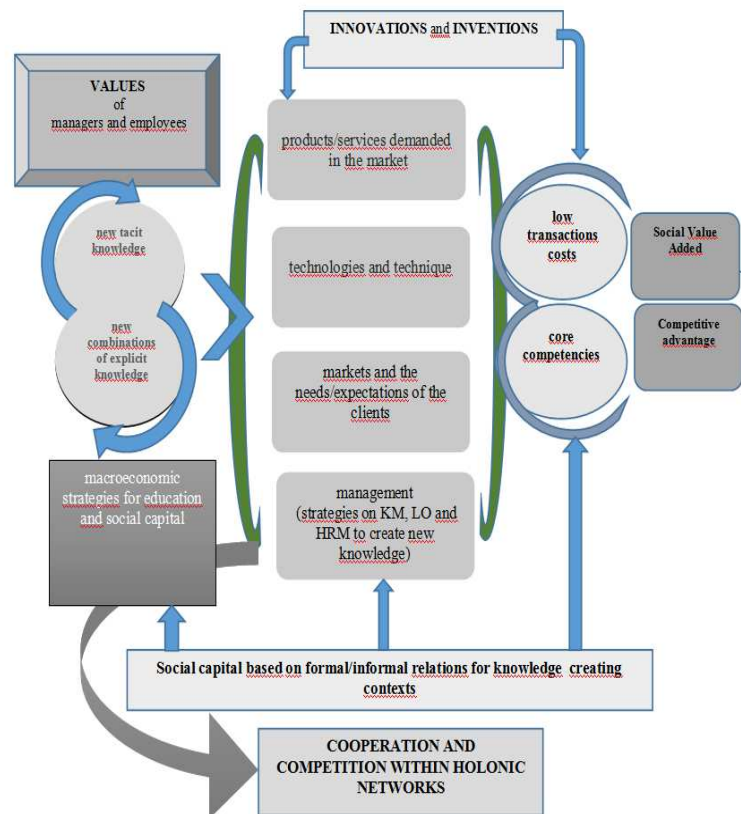 INNOVATIONS and INVENTIONS
VALUES
of
managers and employees
products/services demanded
in the market
new tacit
knowledge
low
transactions
costs
Social Value
Added
technologies and technique
new
combinations
of explicit
knowledge
core
competencies
Competitive
advantage
markets and the
needs/expectations of the
clients
macroeconomic
strategies for education
and social capital
management
(strategies on KM, LO and
HRM to create new
knowledge)
Social capital based on formal/informal relations for knowledge creating
contexts
COOPERATION AND
COMPETITION WITHIN HOLONIC
NETWORKS